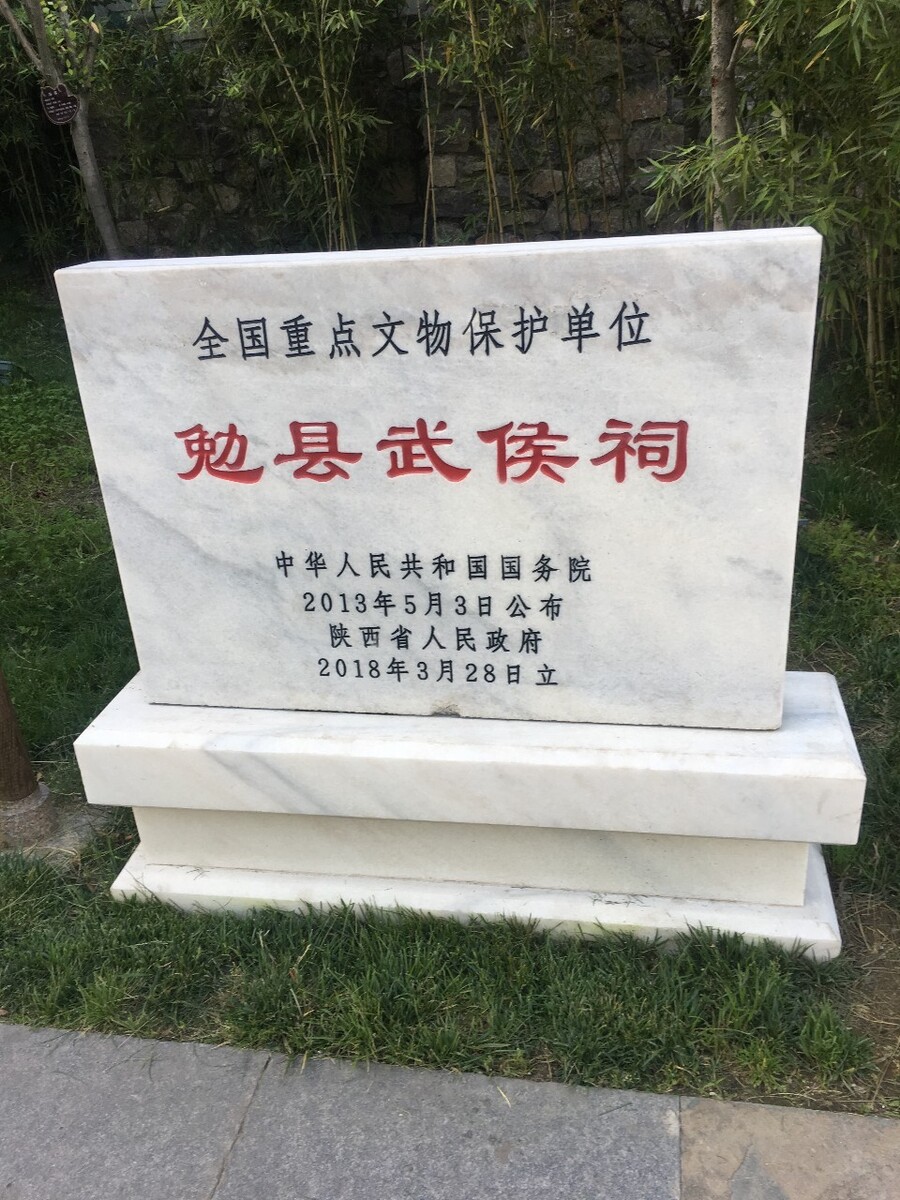 全国重点文物保护单位
勉县武侯祠
中华人民共和国国务院
2013年5月3日公布
陕西省人民政府
2018年3月28日立